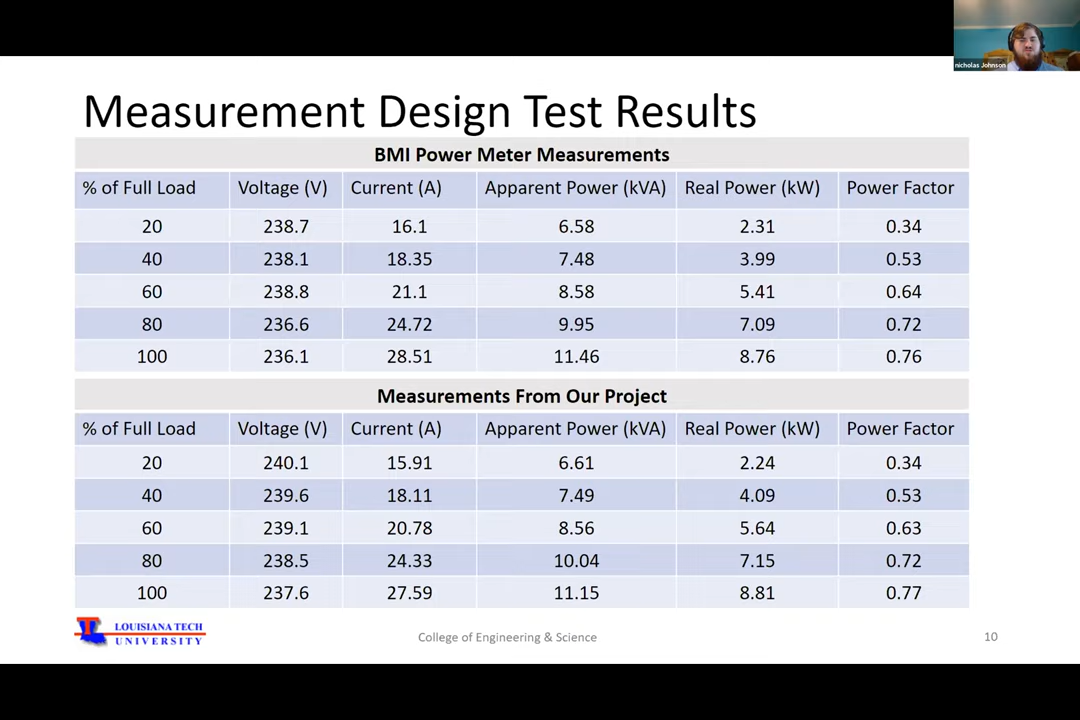 nicholas Johnson
Measurement Design Test Results
BMI Power Meter Measurements
% of Full Load Voltage (V) Current (A) Apparent Power (kVA) Real Power (kW) Power Factor
20 238.7 16.1 6.58 2.31 0.34
40 238.1 18.35 7.48 3.99 0.53
60 238.8 21.1 8.58 5.41 0.64
80 236.6 24.72 9.95 7.09 0.72
100 236.1 28.51 11.46 8.76 0.76
Measurements From Our Project
% of Full Load Voltage (V) Current (A) Apparent Power (kVA) Real Power (kW) Power Factor
20 240.1 15.91 6.61 2.24 0.34
40 239.6 18.11 7.49 4.09 0.53
60 239.1 20.78 8.56 5.64 0.63
80 238.5 24.33 10.04 7.15 0.72
100 237.6 27.59 11.15 8.81 0.77
LOUISIANA TECH
UNIVERSITY
College of Engineering & Science
10